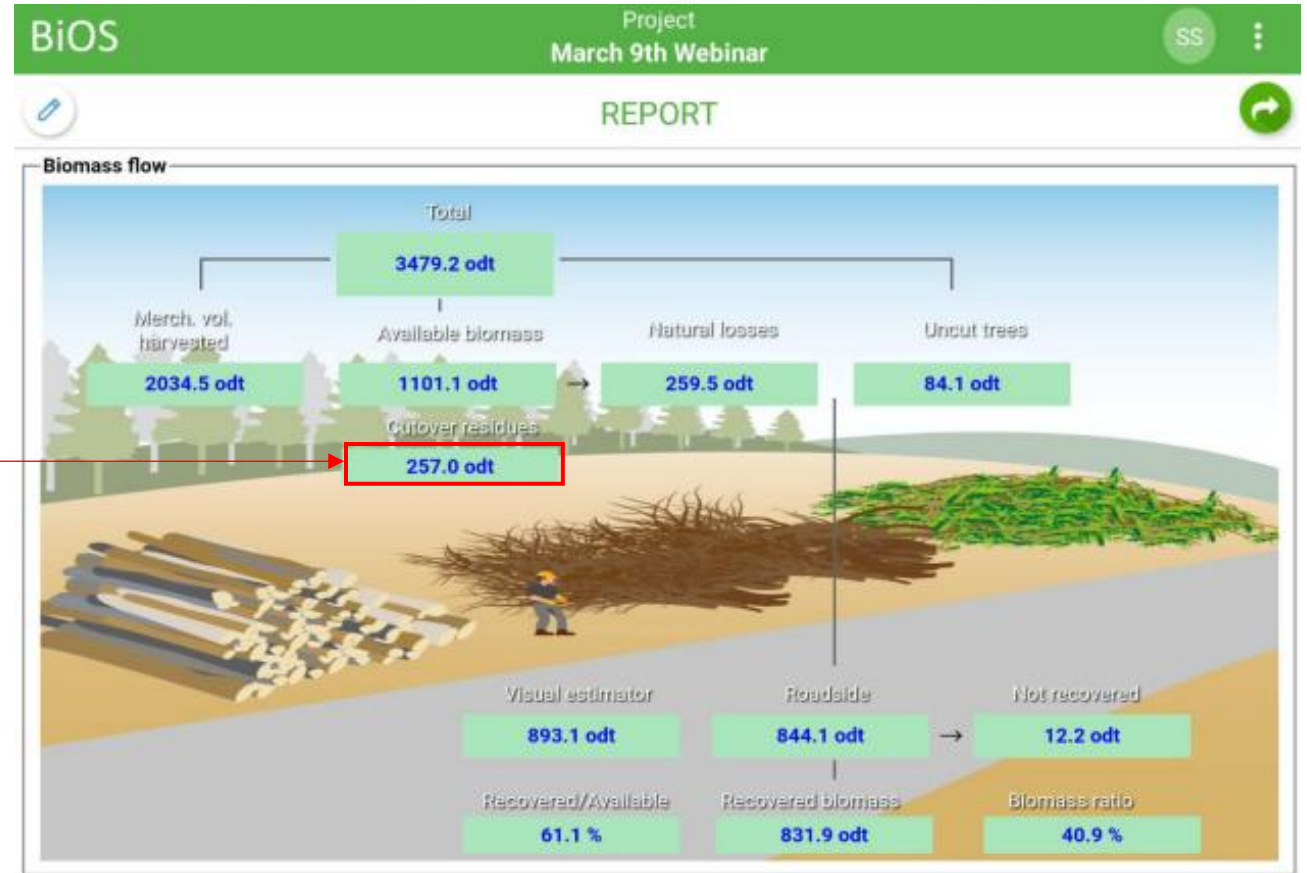 BiOS
Project
March 9th Webinar
SS
REPORT
Biomass flow
Total
3479.2 odt
Merch. vol.
harvested
Available biomass
Natural losses
Uncut trees
2034.5 odt
1101.1 odt
→
259.5 odt
84.1 odt
Cutover residues
257.0 odt
Visual estimator
Roadside
Not recovered
893.1 odt
844.1 odt
→
12.2 odt
Recovered/Available
Recovered biomass
Biomass ratio
61.1 %
831.9 odt
40.9 %